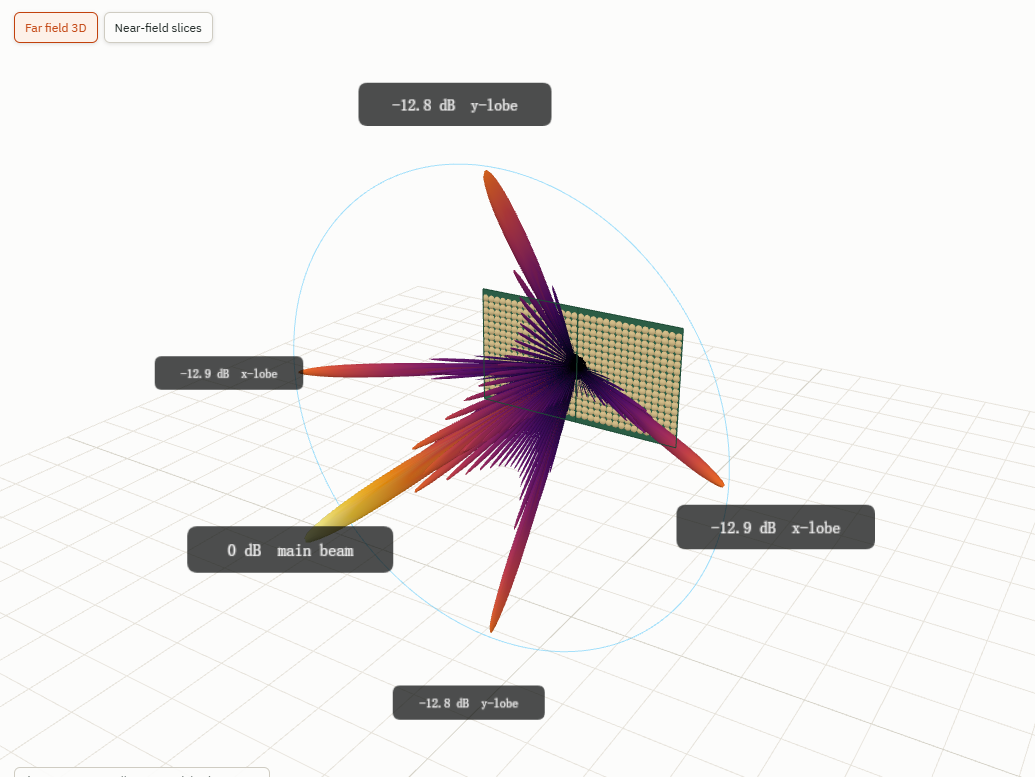 Far field 3D
Near-field slices
-12.8 dB y-lobe
-12.9 dB x-lobe
-12.9 dB x-lobe
0 dB main beam
-12.8 dB y-lobe